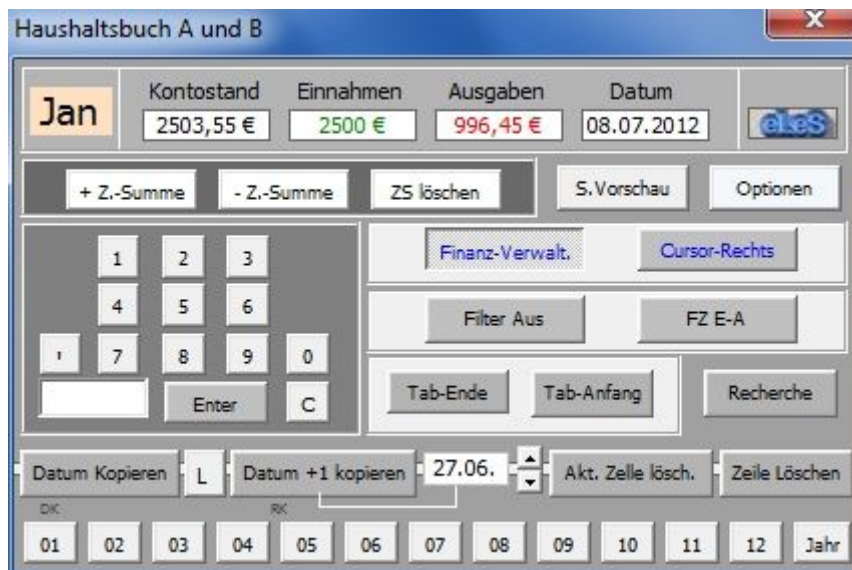 Haushaltsbuch A und B
X
Jan
Kontostand Einnahmen Ausgaben Datum
2503,55 € 2500 € 996,45 € 08.07.2012
eLeS
+ Z.-Summe - Z.-Summe ZS löschen S.Vorschau Optionen
1 2 3 Finanz-Verwalt. Cursor-Rechts
4 5 6 Filter Aus FZ E-A
, 7 8 9 0
Enter C Tab-Ende Tab-Anfang Recherche
Datum Kopieren L Datum +1 kopieren 27.06. Akt. Zelle lösch. Zeile Löschen
DK RK
01 02 03 04 05 06 07 08 09 10 11 12 Jahr